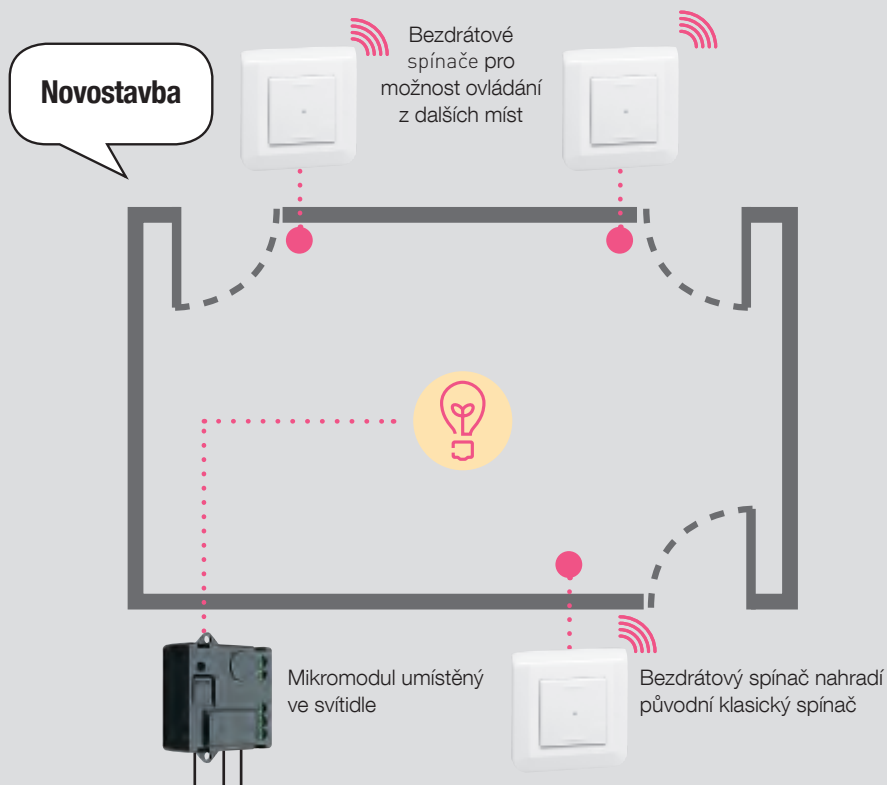 Novostavba
Bezdrátové
spínače pro
možnost ovládání
z dalších míst
Mikromodul umístěný
ve svítidle
Bezdrátový spínač nahradí
původní klasický spínač